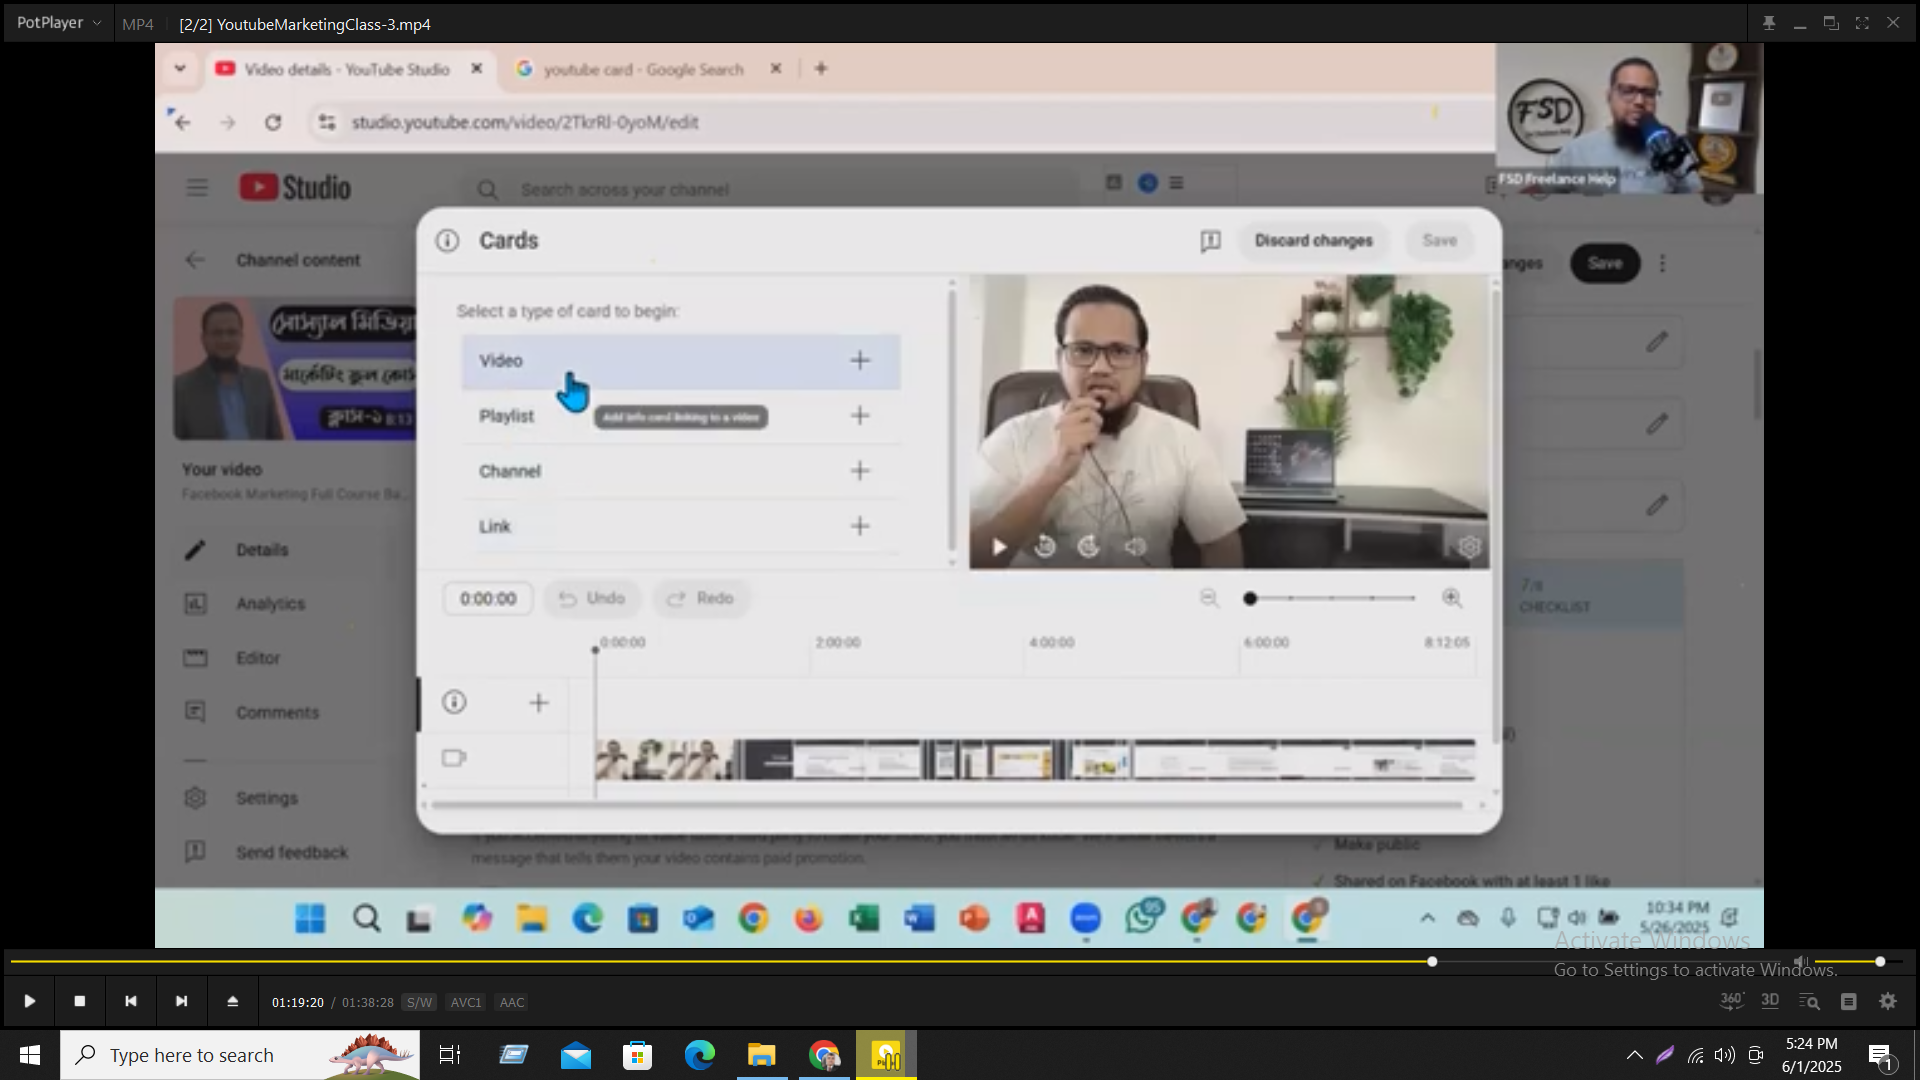 PotPlayer
MP4
[2/2] YoutubeMarketingClass-3.mp4
Video details - YouTube Studio
youtube card - Google Search
studio.youtube.com/video/2TkrRl-0yoM/edit
FSD
FSD Freelance Help
Studio
Search across your channel
Cards
Discard changes
Save
Channel content
nges
Save
Select a type of card to begin:
Video
Add info card linking to a video
Playlist
Channel
Link
সোস্যাল মিডিয়া
মার্কেটিং ফুল কোর্স
ক্লাস-১
8:13
Your video
Facebook Marketing Full Course Ba...
Details
Analytics
Editor
Comments
Settings
Send feedback
0:00:00
Undo
Redo
0:00:00
2:00:00
4:00:00
6:00:00
8:12:05
7/8
CHECKLIST
message that tells them your video contains paid promotion.
Make public
Shared on Facebook with at least 1 like
95
10:34 PM
5/26/2025
Activate Windows
Go to Settings to activate Windows.
01:19:20 / 01:38:28 S/W AVC1 AAC
360°
3D
Type here to search
5:24 PM
6/1/2025
1